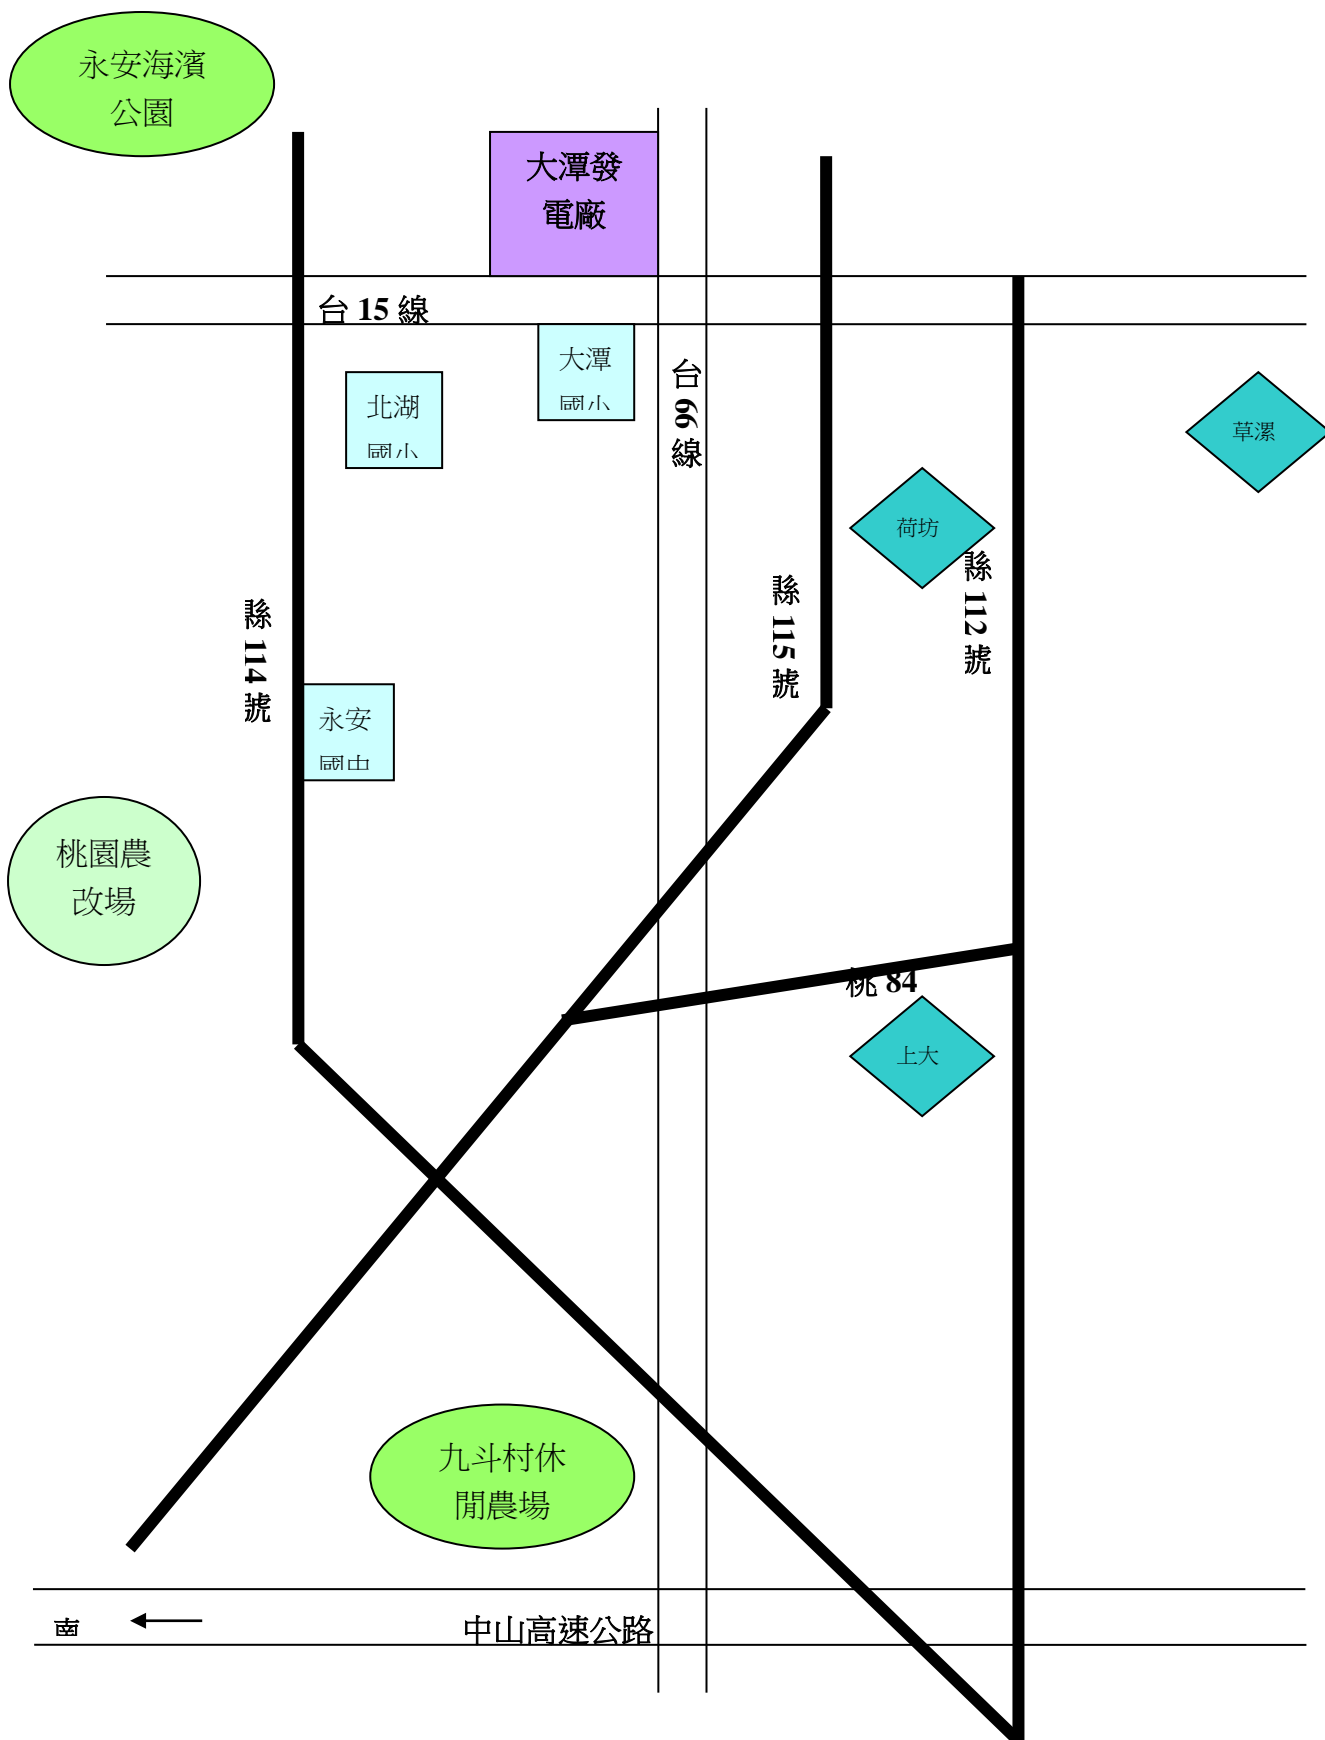 永安海濱
公園
大潭發
電廠
台 15 線
大潭
國小
台 66 線
北湖
國小
草漯
荷坊
縣 112 號
縣 115 號
縣 114 號
永安
國中
桃園農
改場
桃 84
上大
九斗村休
閒農場
南
中山高速公路